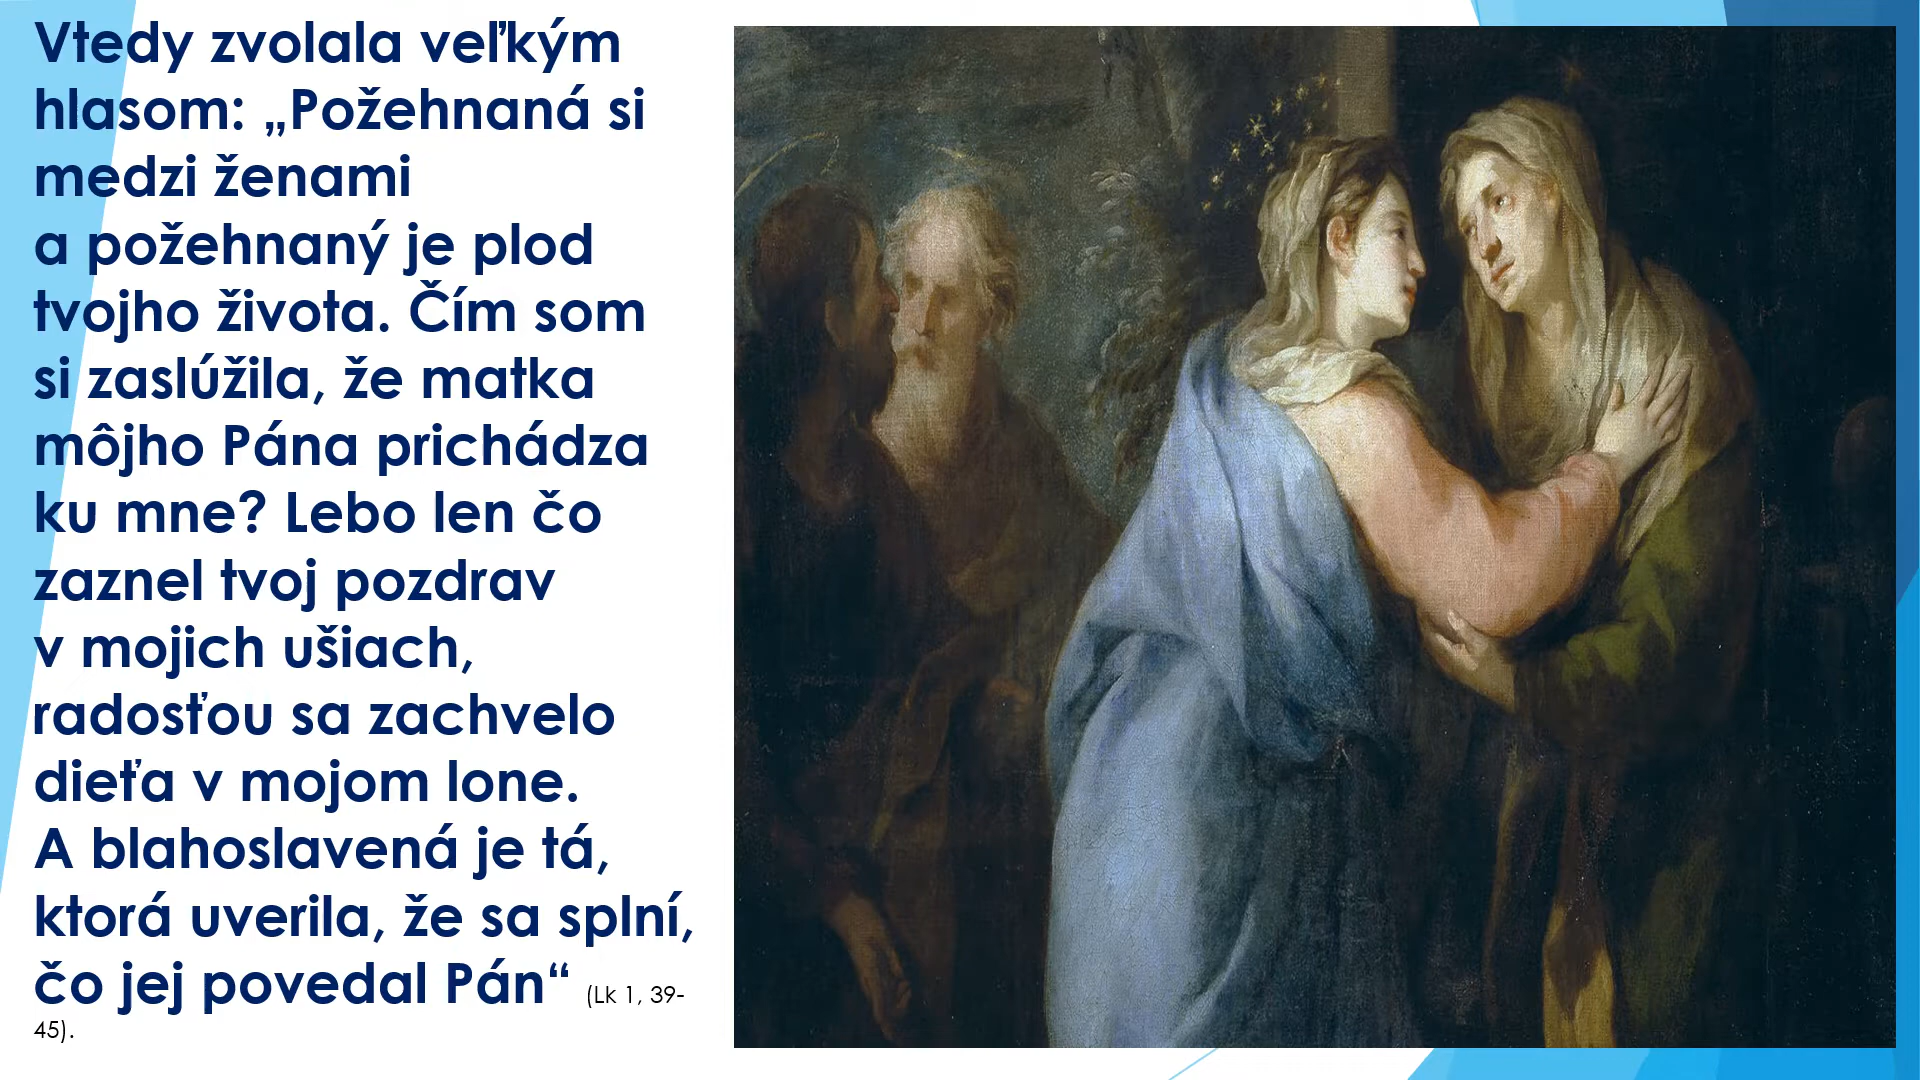 Vtedy zvolala veľkým
hlasom: „Požehnaná si
medzi ženami
a požehnaný je plod
tvojho života. Čím som
si zaslúžila, že matka
môjho Pána prichádza
ku mne? Lebo len čo
zaznel tvoj pozdrav
v mojich ušiach,
radosťou sa zachvelo
dieťa v mojom lone.
A blahoslavená je tá,
ktorá uverila, že sa splní,
čo jej povedal Pán“ (Lk 1, 39-
45).